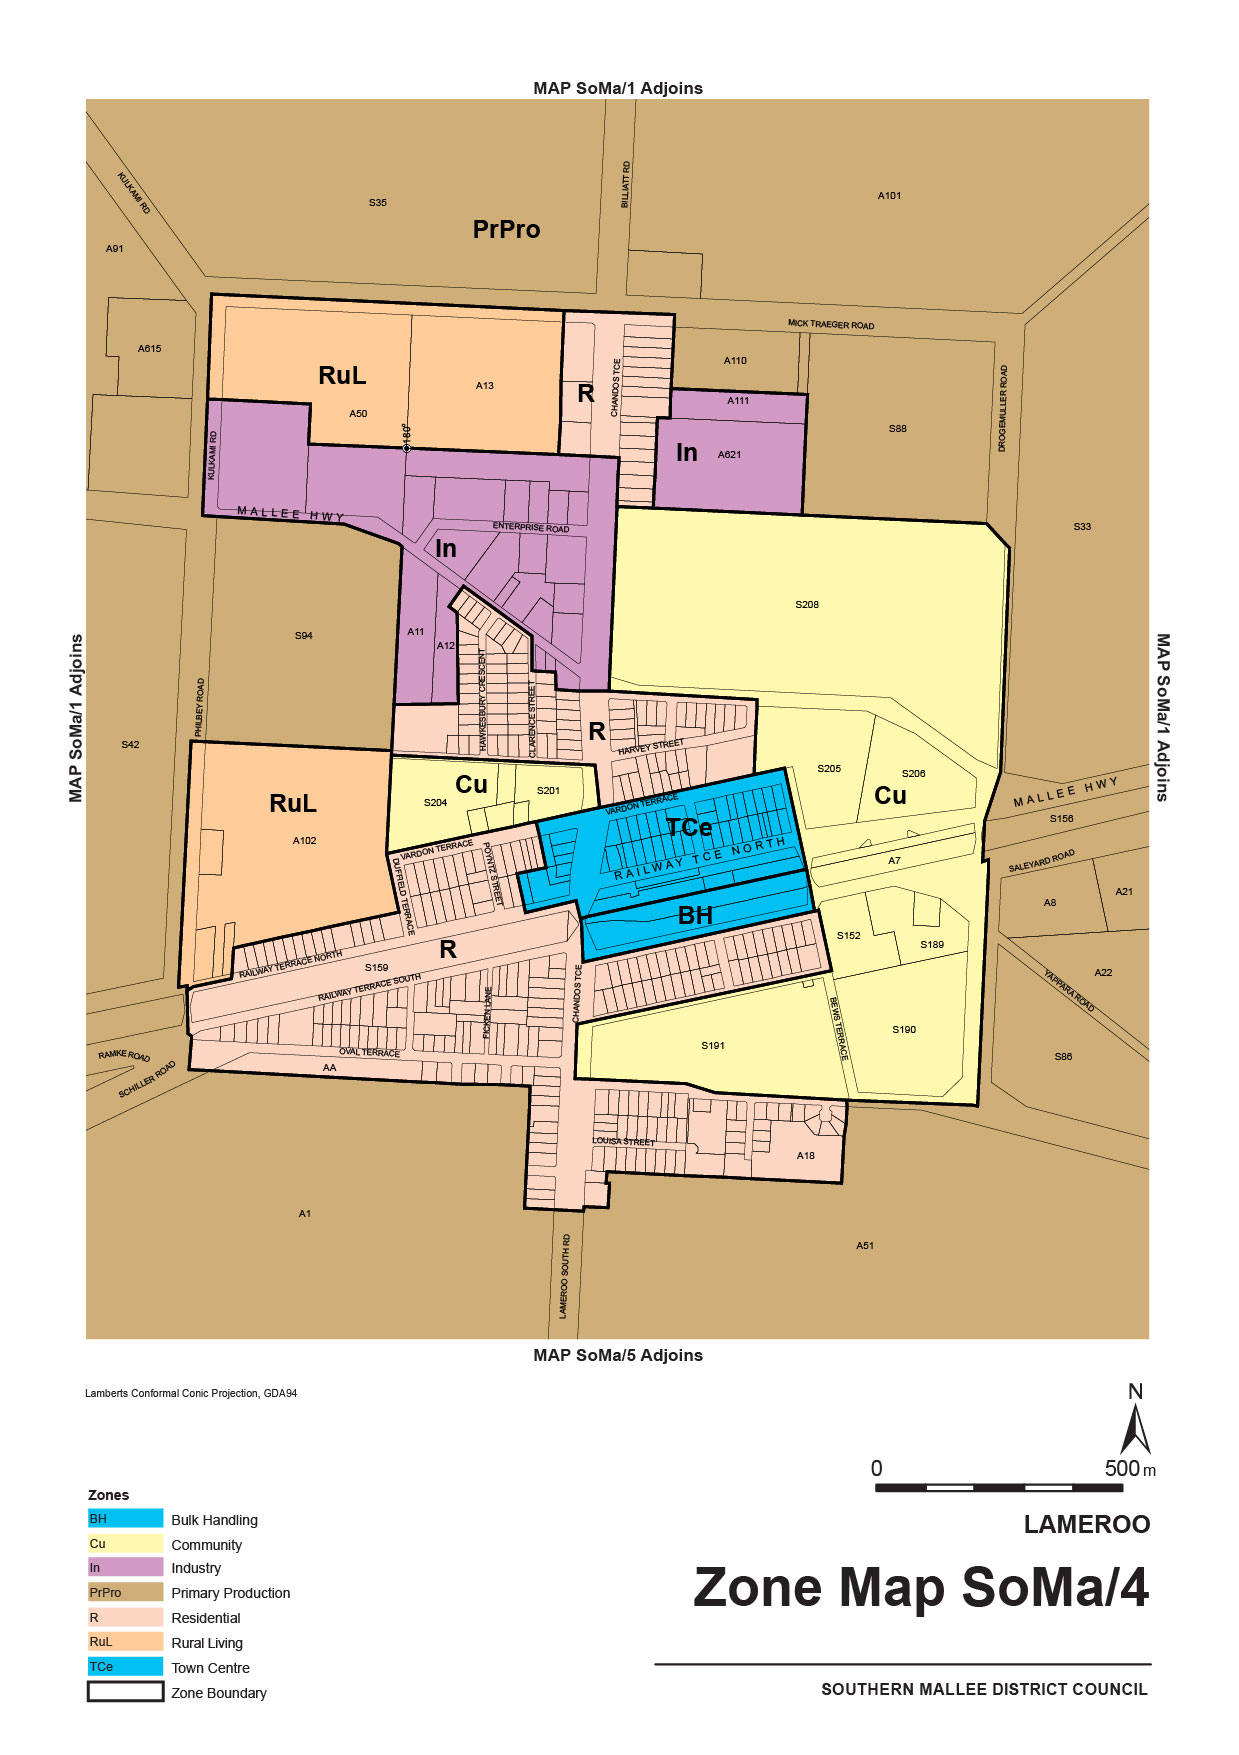 MAP SoMa/1 Adjoins
KULKAMI RD
S35
BILLIATT RD
A101
PrPro
A91
MICK TRAEGER ROAD
A615
A110
CHANDOS TCE
DROGEMULLER ROAD
RuL
A13
R
A111
A50
S88
180°
KULKAMI RD
In
A621
MALLEE HWY
ENTERPRISE ROAD
S33
In
S208
A11
S94
A12
MAP SoMa/1 Adjoins
MAP SoMa/1 Adjoins
HAWKESBURY CRESCENT
CLARENCE STREET
PHILBEY ROAD
R
S42
HARVEY STREET
S205
S206
Cu
S201
S204
Cu
MALLEE HWY
RuL
VARDON TERRACE
S156
TCe
A102
VARDON TERRACE
RAILWAY TCE NORTH
A7
SALEYARD ROAD
POYNTZ STREET
DUFFIELD TERRACE
A21
A8
BH
S152
S189
R
RAILWAY TERRACE NORTH
S159
A22
RAILWAY TERRACE SOUTH
CHANDOS TCE
YAPPARA ROAD
FICKEN LANE
BEWS TERRACE
S190
S191
OVAL TERRACE
RAMKE ROAD
S86
AA
SCHILLER ROAD
LOUISA STREET
A18
A1
A51
LAMEROO SOUTH RD
MAP SoMa/5 Adjoins
Lamberts Conformal Conic Projection, GDA94
N
0 500 m
Zones
BH Bulk Handling
Cu Community
In Industry
PrPro Primary Production
R Residential
RuL Rural Living
TCe Town Centre
Zone Boundary
LAMEROO
Zone Map SoMa/4
SOUTHERN MALLEE DISTRICT COUNCIL